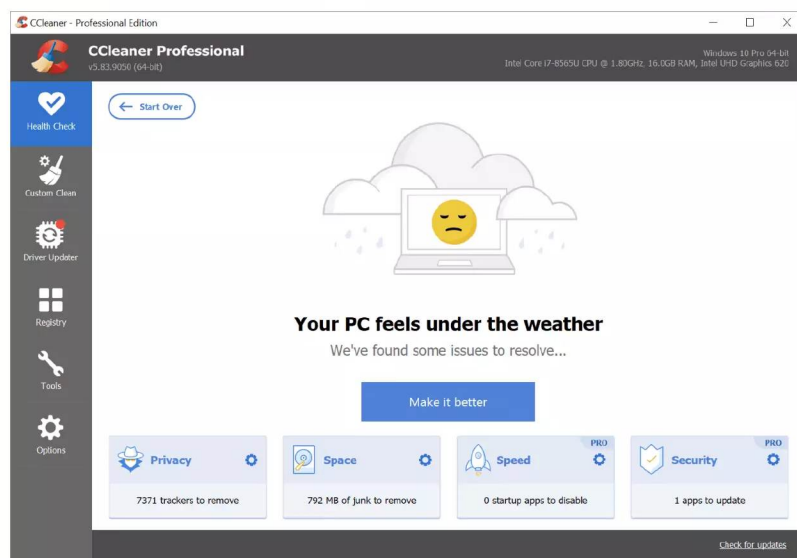 CCleaner - Professional Edition
CCleaner Professional
v5.83.9050 (64-bit)
Windows 10 Pro 64-bit
Intel Core i7-8565U CPU @ 1.80GHz, 16.0GB RAM, Intel UHD Graphics 620
Health Check
Custom Clean
Driver Updater
Registry
Tools
Options
Start Over
Your PC feels under the weather
We've found some issues to resolve...
Make it better
Privacy
7371 trackers to remove
Space
792 MB of junk to remove
PRO
Speed
0 startup apps to disable
PRO
Security
1 apps to update
Check for updates